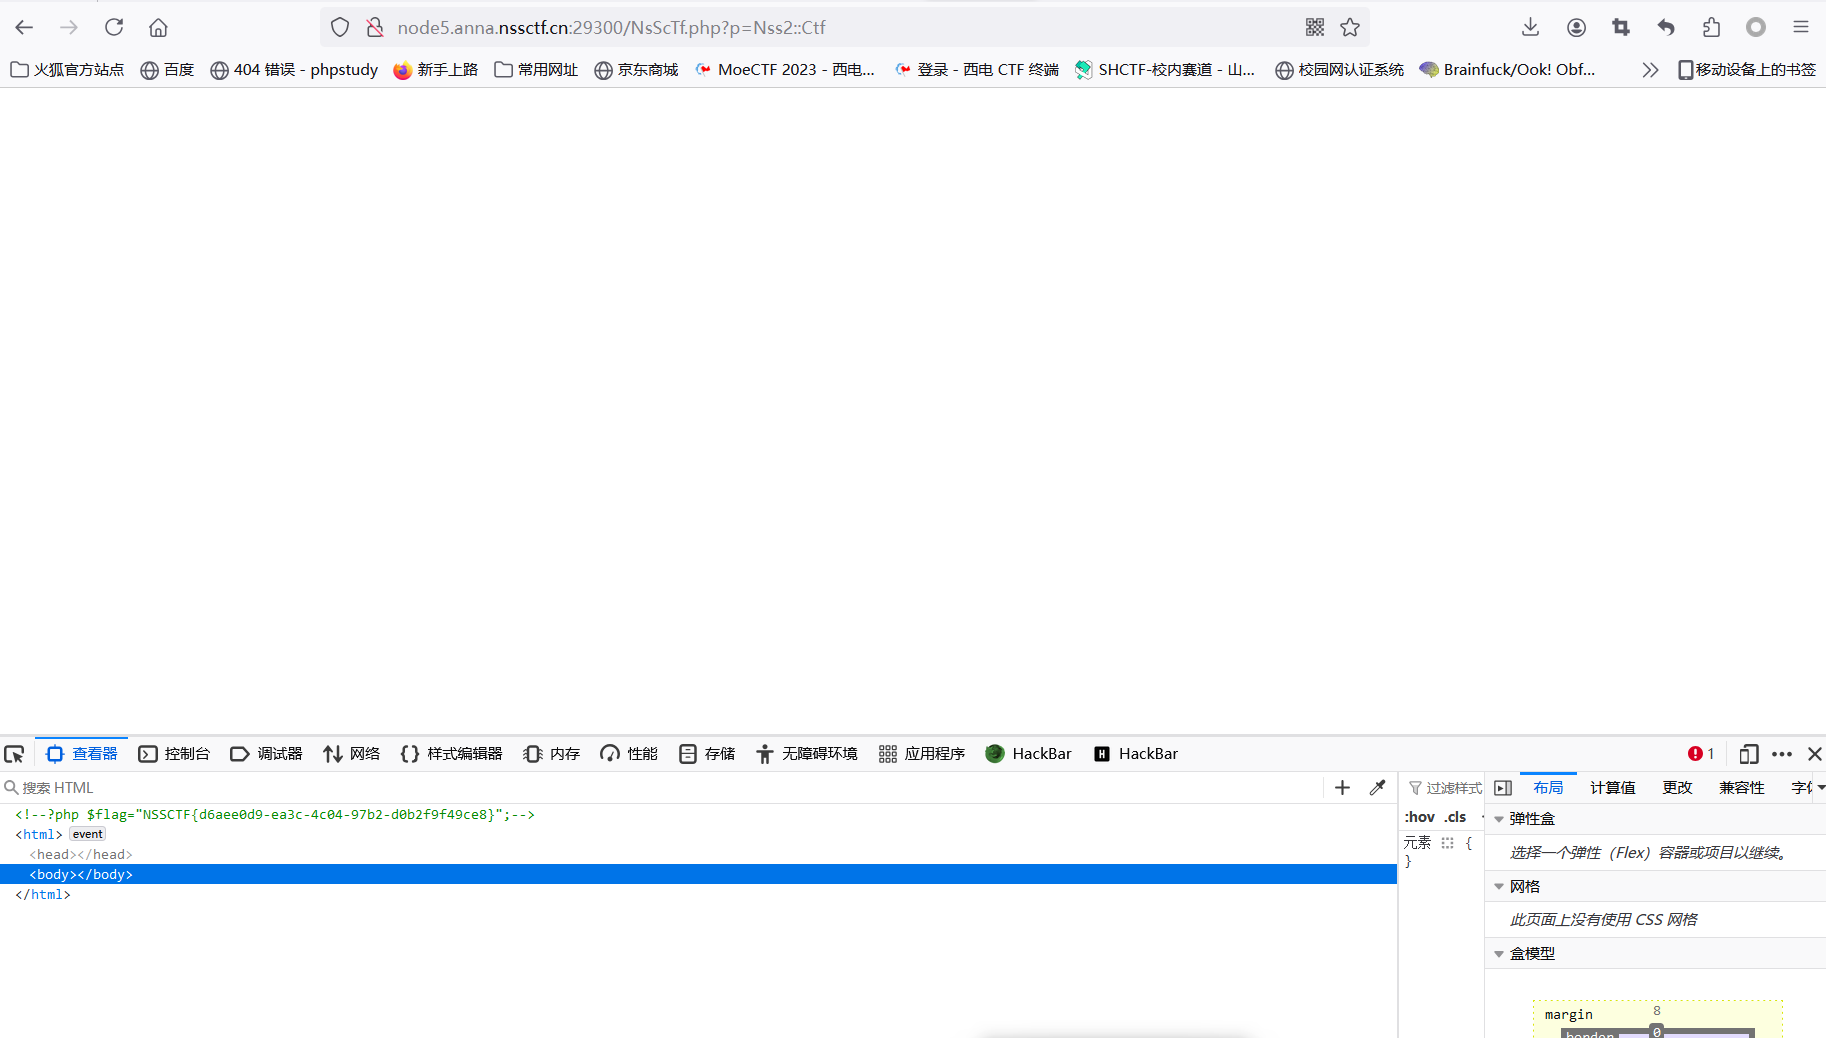 node5.anna.nssctf.cn:29300/NsScTf.php?p=Nss2::Ctf
火狐官方站点 百度 404 错误 - phpstudy 新手上路 常用网址 京东商城 MoeCTF 2023 - 西电... 登录 - 西电 CTF 终端 SHCTF-校内赛道 - 山... 校园网认证系统 Brainfuck/Ook! Obf... 移动设备上的书签
查看器 控制台 调试器 网络 样式编辑器 内存 性能 存储 无障碍环境 应用程序 HackBar HackBar 1
搜索 HTML 过滤样式 布局 计算值 更改 兼容性
<!--?php $flag="NSSCTF{d6aee0d9-ea3c-4c04-97b2-d0b2f9f49ce8}";-->
<html> event
<head></head>
<body></body>
</html>
:hov .cls
元素 {
}
弹性盒
选择一个弹性（Flex）容器或项目以继续。
网格
此页面上没有使用 CSS 网格
盒模型
margin 8
border 0